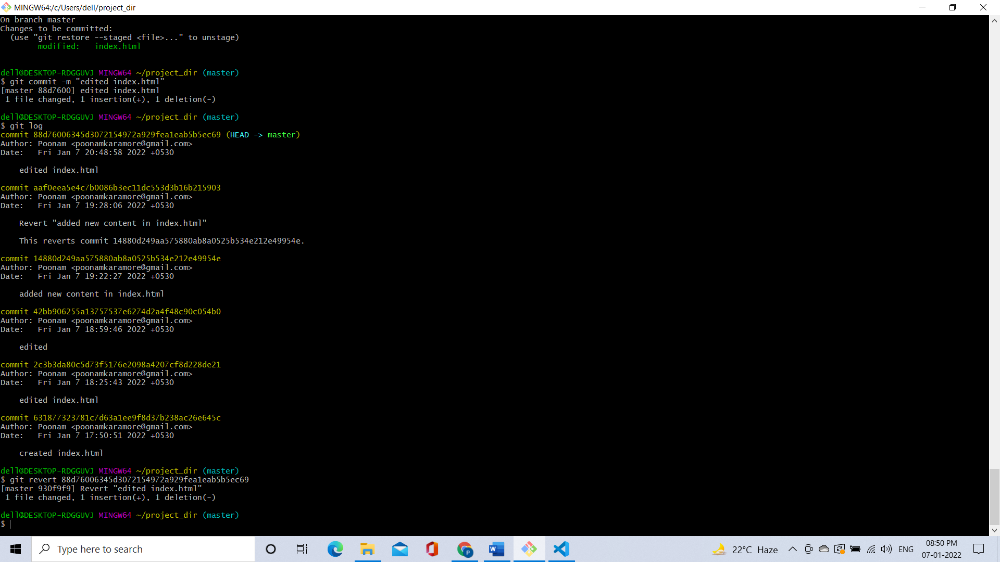 MINGW64:/c/Users/dell/project_dir
On branch master
Changes to be committed:
  (use "git restore --staged <file>..." to unstage)
        modified:   index.html

dell@DESKTOP-RDGGUVJ MINGW64 ~/project_dir (master)
$ git commit -m "edited index.html"
[master 88d7600] edited index.html
 1 file changed, 1 insertion(+), 1 deletion(-)

dell@DESKTOP-RDGGUVJ MINGW64 ~/project_dir (master)
$ git log
commit 88d76006345d3072154972a929fea1eab5b5ec69 (HEAD -> master)
Author: Poonam <poonamkaramore@gmail.com>
Date:   Fri Jan 7 20:48:58 2022 +0530

    edited index.html

commit aaf0eea5e4c7b0086b3ec11dc553d3b16b215903
Author: Poonam <poonamkaramore@gmail.com>
Date:   Fri Jan 7 19:28:06 2022 +0530

    Revert "added new content in index.html"

    This reverts commit 14880d249aa575880ab8a0525b534e212e49954e.

commit 14880d249aa575880ab8a0525b534e212e49954e
Author: Poonam <poonamkaramore@gmail.com>
Date:   Fri Jan 7 19:22:27 2022 +0530

    added new content in index.html

commit 42bb906255a13757537e6274d2a4f48c90c054b0
Author: Poonam <poonamkaramore@gmail.com>
Date:   Fri Jan 7 18:59:46 2022 +0530

    edited

commit 2c3b3da80c5d73f5176e2098a4207cf8d228de21
Author: Poonam <poonamkaramore@gmail.com>
Date:   Fri Jan 7 18:25:43 2022 +0530

    edited index.html

commit 631877323781c7d63a1ee9f8d37b238ac26e645c
Author: Poonam <poonamkaramore@gmail.com>
Date:   Fri Jan 7 17:50:51 2022 +0530

    created index.html

dell@DESKTOP-RDGGUVJ MINGW64 ~/project_dir (master)
$ git revert 88d76006345d3072154972a929fea1eab5b5ec69
[master 930f9f9] Revert "edited index.html"
 1 file changed, 1 insertion(+), 1 deletion(-)

dell@DESKTOP-RDGGUVJ MINGW64 ~/project_dir (master)
$
Type here to search
P
W
22°C Haze
ENG
08:50 PM
07-01-2022